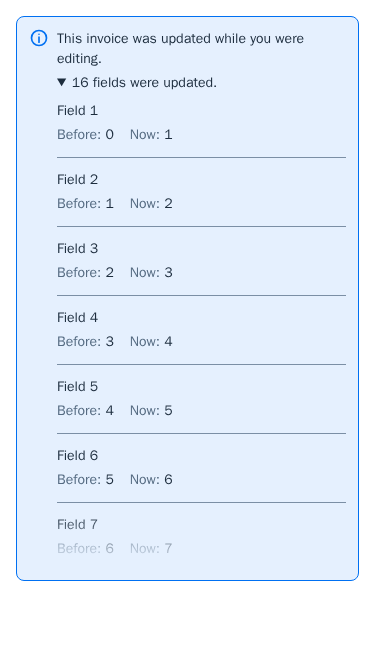 This invoice was updated while you were
editing.
▼ 16 fields were updated.
Field 1
Before: 0 Now: 1
Field 2
Before: 1 Now: 2
Field 3
Before: 2 Now: 3
Field 4
Before: 3 Now: 4
Field 5
Before: 4 Now: 5
Field 6
Before: 5 Now: 6
Field 7
Before: 6 Now: 7